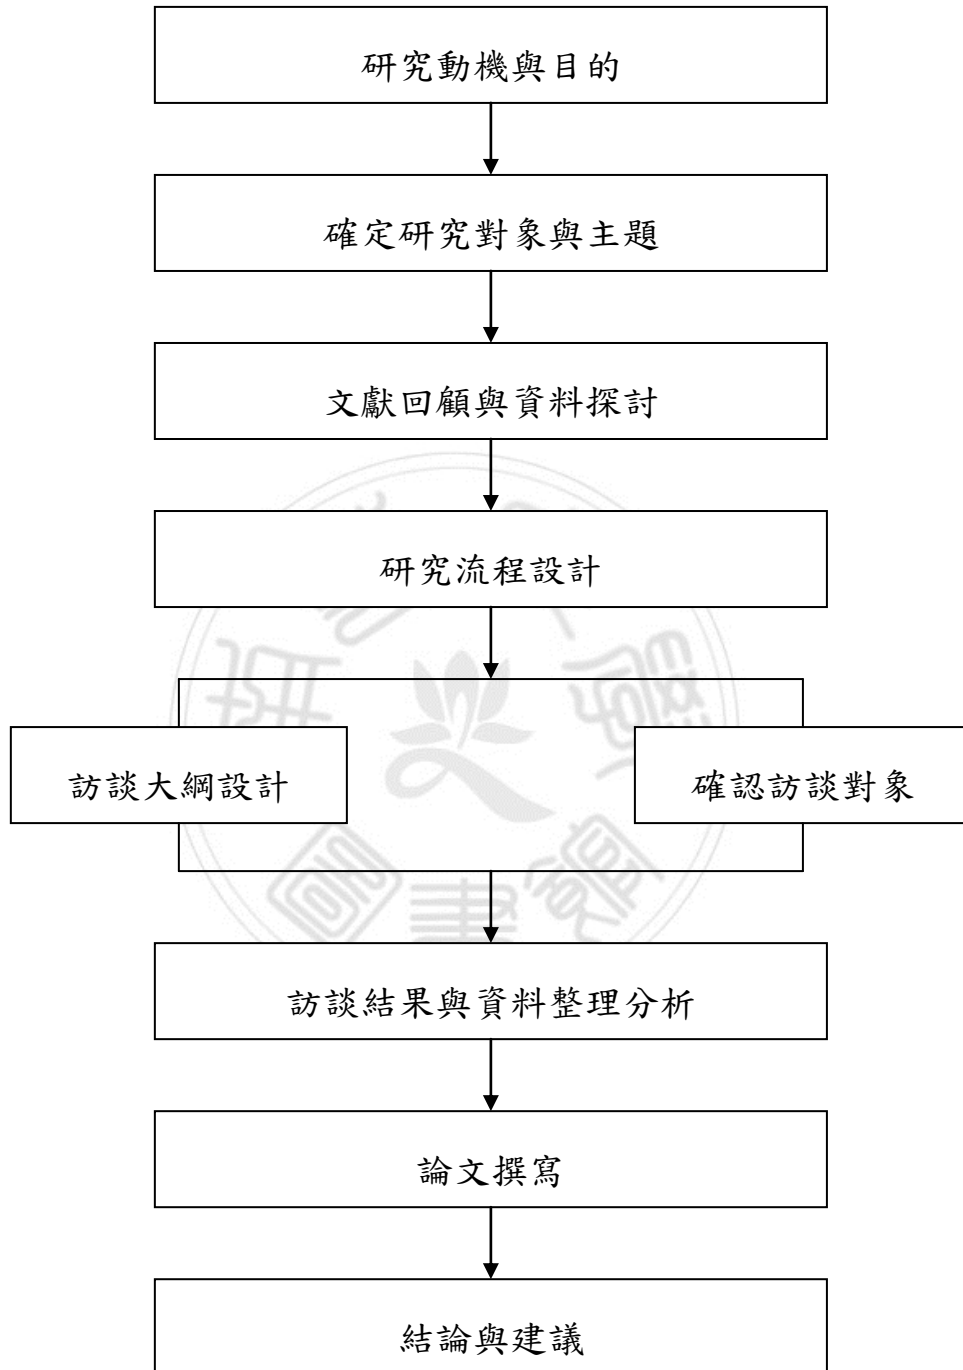 研究動機與目的
確定研究對象與主題
文獻回顧與資料探討
研究流程設計
訪談大綱設計
確認訪談對象
訪談結果與資料整理分析
論文撰寫
結論與建議